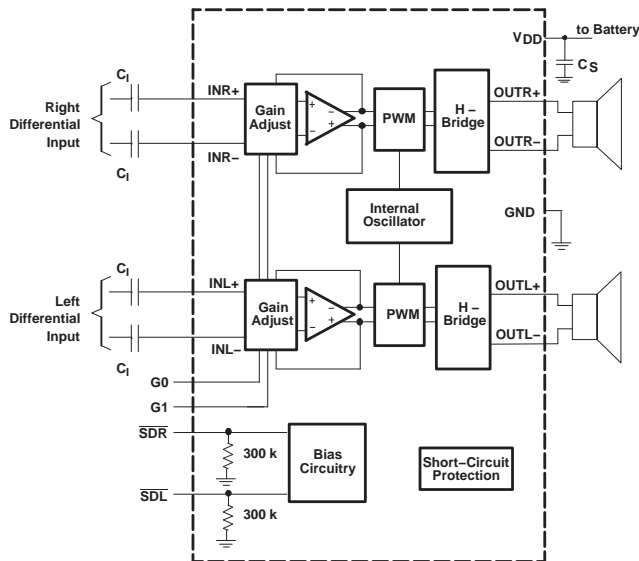 VDD
to Battery
CS
CI
INR+
Right
Differential
Input
Gain
Adjust
+
−
−
+
PWM
H −
Bridge
OUTR+
OUTR−
INR−
CI
Internal
Oscillator
GND
CI
INL+
Left
Differential
Input
Gain
Adjust
+
−
−
+
PWM
H −
Bridge
OUTL+
OUTL−
INL−
CI
G0
G1
SDR
300 k
Bias
Circuitry
Short−Circuit
Protection
SDL
300 k